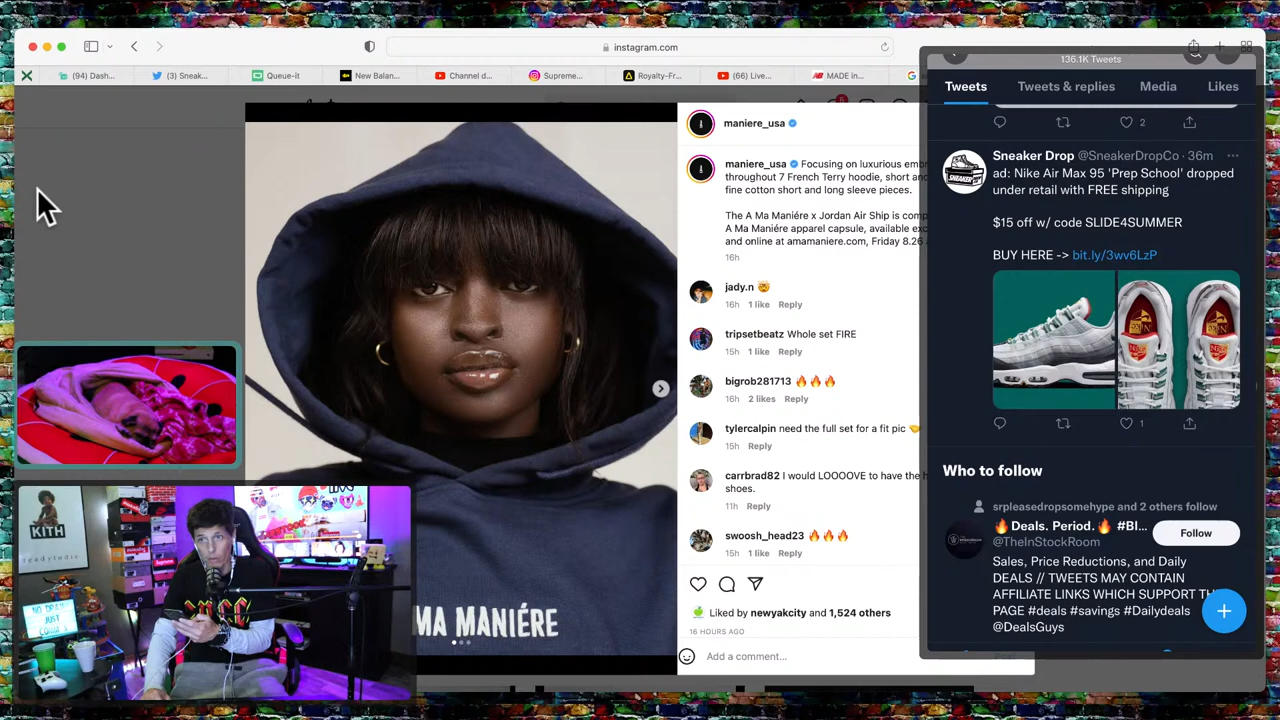 instagram.com
(94) Dash...
(3) Sneak...
Queue-it
New Balan...
Channel d...
Supreme...
Royalty-Fr...
(66) Live...
MADE in...
maniere_usa
maniere_usa Focusing on luxurious
throughout 7 French Terry hoodie, short
fine cotton short and long sleeve pieces.
The A Ma Maniére x Jordan Air Ship is
A Ma Maniére apparel capsule, available
and online at amamaniere.com, Friday 8.26
16h
jady.n 🤯
16h 1 like Reply
tripsetbeatz Whole set FIRE
15h 1 like Reply
bigrob281713 🔥🔥🔥
16h 2 likes Reply
tylercalpin need the full set for a fit pic
15h Reply
carrbrad82 I would LOOOOVE to have the
shoes.
11h Reply
swoosh_head23 🔥🔥🔥
15h 1 like Reply
Liked by newyakcity and 1,524 others
16 HOURS AGO
Add a comment...
MA MANIÉRE
KITH
NO DRAMA
JUST
136.1K Tweets
Tweets
Tweets & replies
Media
Likes
2
Sneaker Drop @SneakerDropCo · 36m
ad: Nike Air Max 95 'Prep School' dropped
under retail with FREE shipping
$15 off w/ code SLIDE4SUMMER
BUY HERE -> bit.ly/3wv6LzP
1
Who to follow
srpleasedropsomehype and 2 others follow
🔥Deals. Period.🔥 #Bl...
@TheInStockRoom
Follow
Sales, Price Reductions, and Daily
DEALS // TWEETS MAY CONTAIN
AFFILIATE LINKS WHICH SUPPORT
PAGE #deals #savings #Dailydeals
@DealsGuys